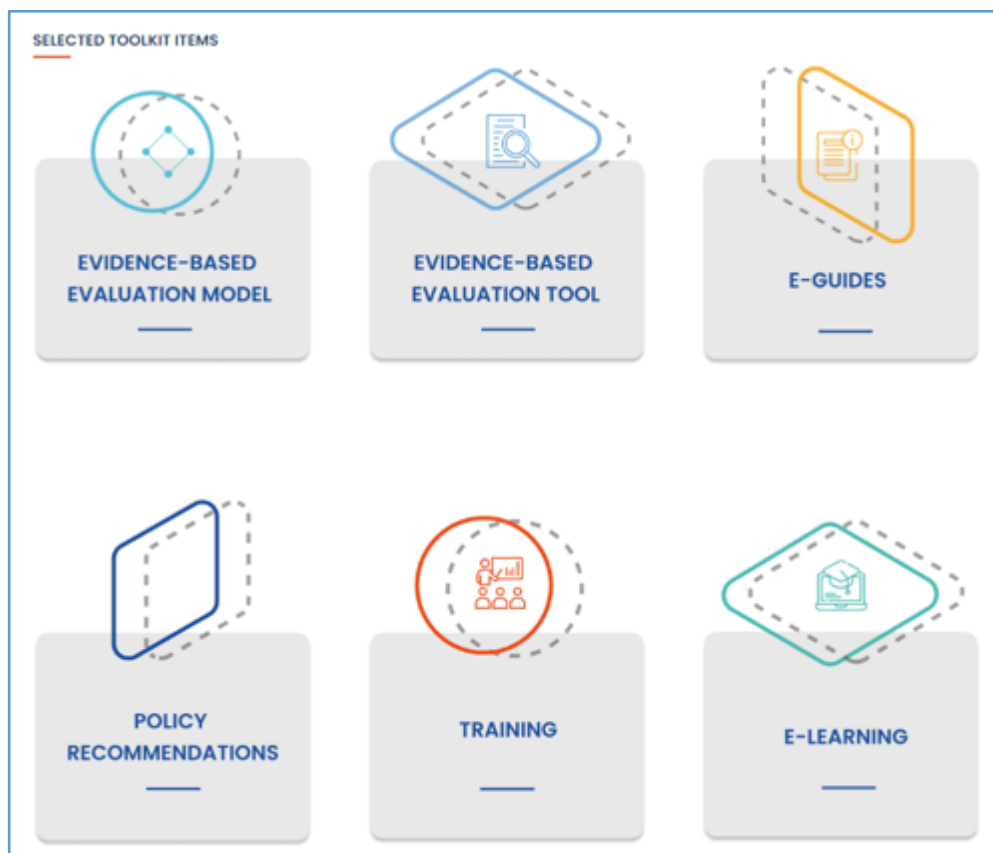 SELECTED TOOLKIT ITEMS
EVIDENCE-BASED
EVALUATION MODEL
EVIDENCE-BASED
EVALUATION TOOL
E-GUIDES
POLICY
RECOMMENDATIONS
TRAINING
E-LEARNING